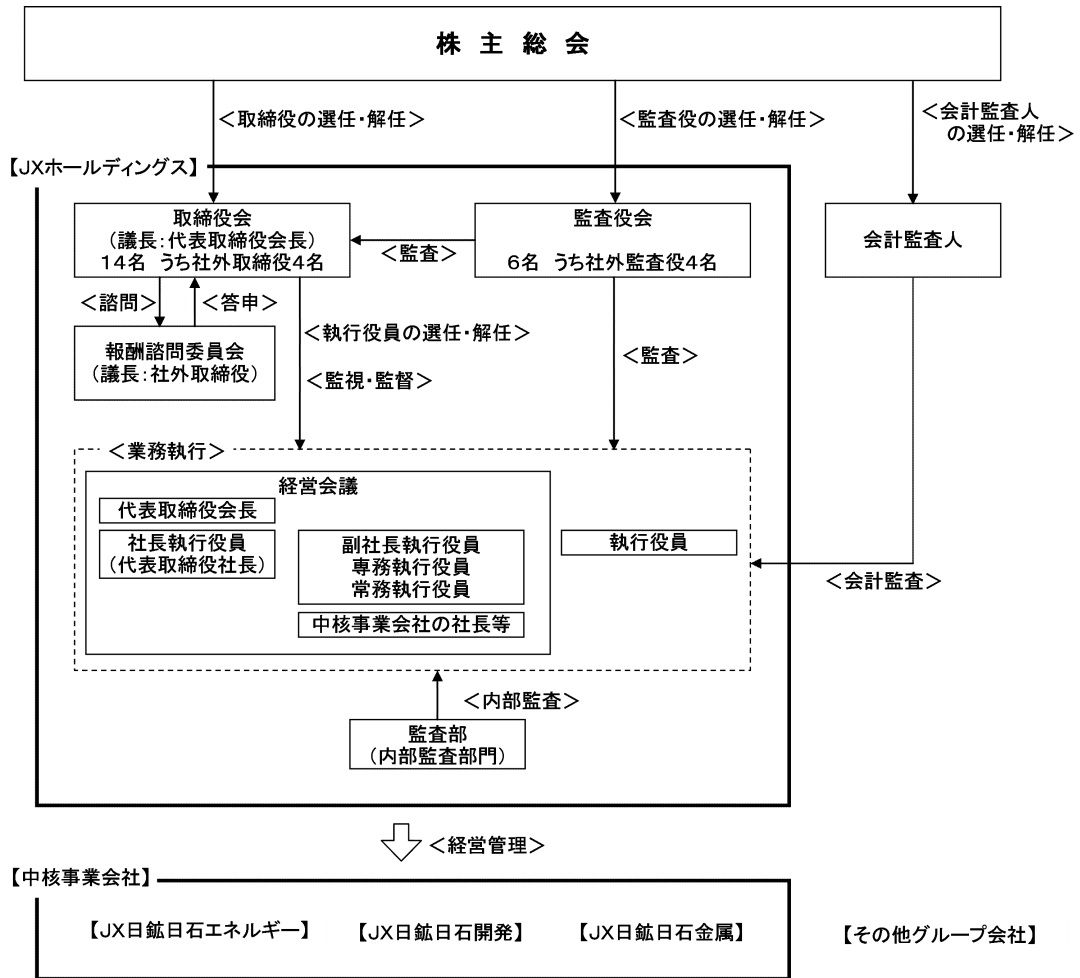 株 主 総 会
＜取締役の選任・解任＞
＜監査役の選任・解任＞
＜会計監査人
の選任・解任＞
【JXホールディングス】
取締役会
（議長：代表取締役会長）
１４名　うち社外取締役４名
＜監査＞
監査役会
６名　うち社外監査役４名
会計監査人
＜諮問＞
＜答申＞
報酬諮問委員会
（議長：社外取締役）
＜執行役員の選任・解任＞
＜監視・監督＞
＜監査＞
＜業務執行＞
経営会議
代表取締役会長
社長執行役員
（代表取締役社長）
副社長執行役員
専務執行役員
常務執行役員
中核事業会社の社長等
執行役員
＜会計監査＞
＜内部監査＞
監査部
（内部監査部門）
＜経営管理＞
【中核事業会社】
【JX日鉱日石エネルギー】
【JX日鉱日石開発】
【JX日鉱日石金属】
【その他グループ会社】